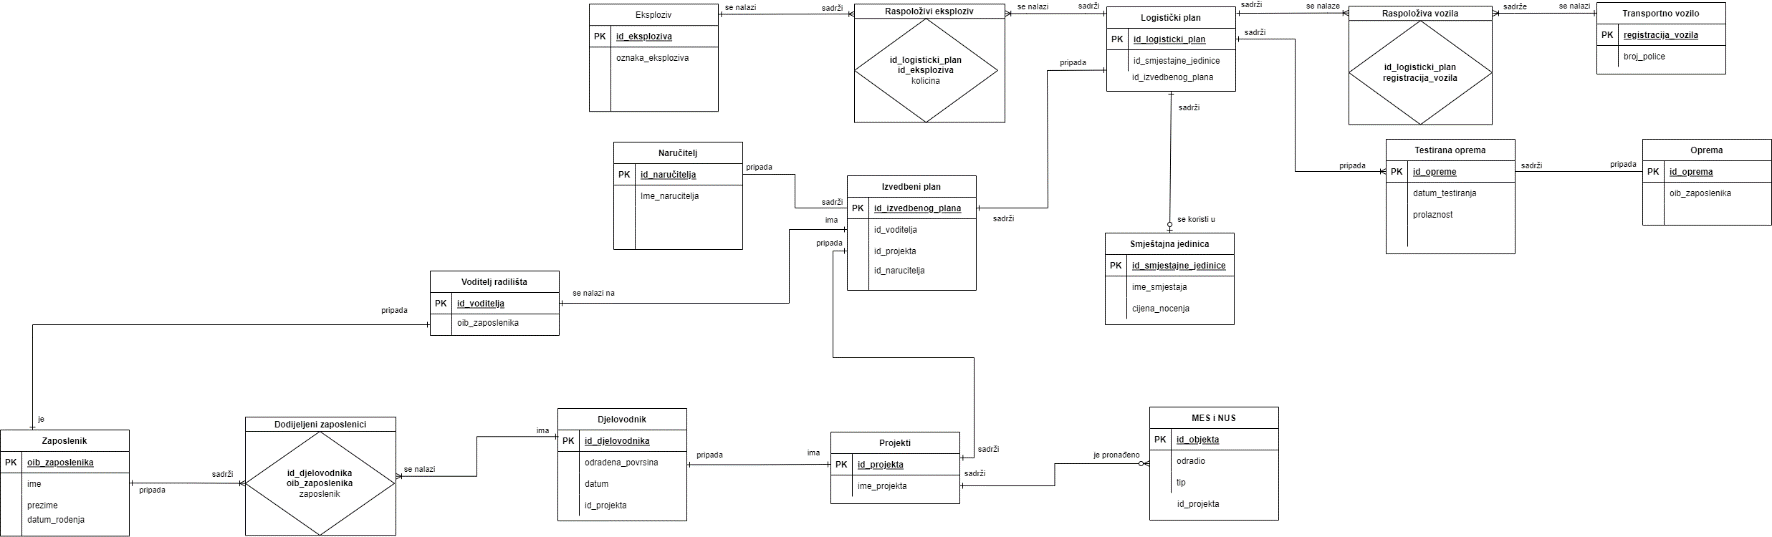 Eksploziv
PK id_eksploziva
oznaka_eksploziva
se nalazi
sadrži
Raspoloživi eksploziv
id_logisticki_plan
id_eksploziva
kolicina
se nalazi
sadrži
Logistički plan
PK id_logistički_plan
id_smjestajne_jedinice
id_izvedbenog_plana
sadrži
se nalaze
Raspoloživa vozila
id_logisticki_plan
registracija_vozila
sadrže
se nalazi
Transportno vozilo
PK registracija_vozila
broj_police
sadrži
pripada
sadrži
Naručitelj
PK id_naručitelja
Ime_narucitelja
pripada
sadrži
Izvedbeni plan
PK id_izvedbenog_plana
id_voditelja
id_projekta
id_narucitelja
ima
pripada
sadrži
se koristi u
Smještajna jedinica
PK id_smjestajne_jedinice
ime_smjestaja
cijena_nocenja
pripada
Testirana oprema
PK id_opreme
datum_testiranja
prolaznost
sadrži
pripada
Oprema
PK id_oprema
oib_zaposlenika
Voditelj radilišta
PK id_voditelja
oib_zaposlenika
se nalazi na
pripada
je
Zaposlenik
PK oib_zaposlenika
ime
prezime
datum_rodenja
sadrži
pripada
Dodijeljeni zaposlenici
id_djelovodnika
oib_zaposlenika
zaposlenik
se nalazi
ima
Djelovodnik
PK id_djelovodnika
odradena_povrsina
datum
id_projekta
pripada
ima
Projekti
PK id_projekta
ime_projekta
sadrži
sadrži
je pronađeno
MES i NUS
PK id_objekta
odradio
tip
id_projekta